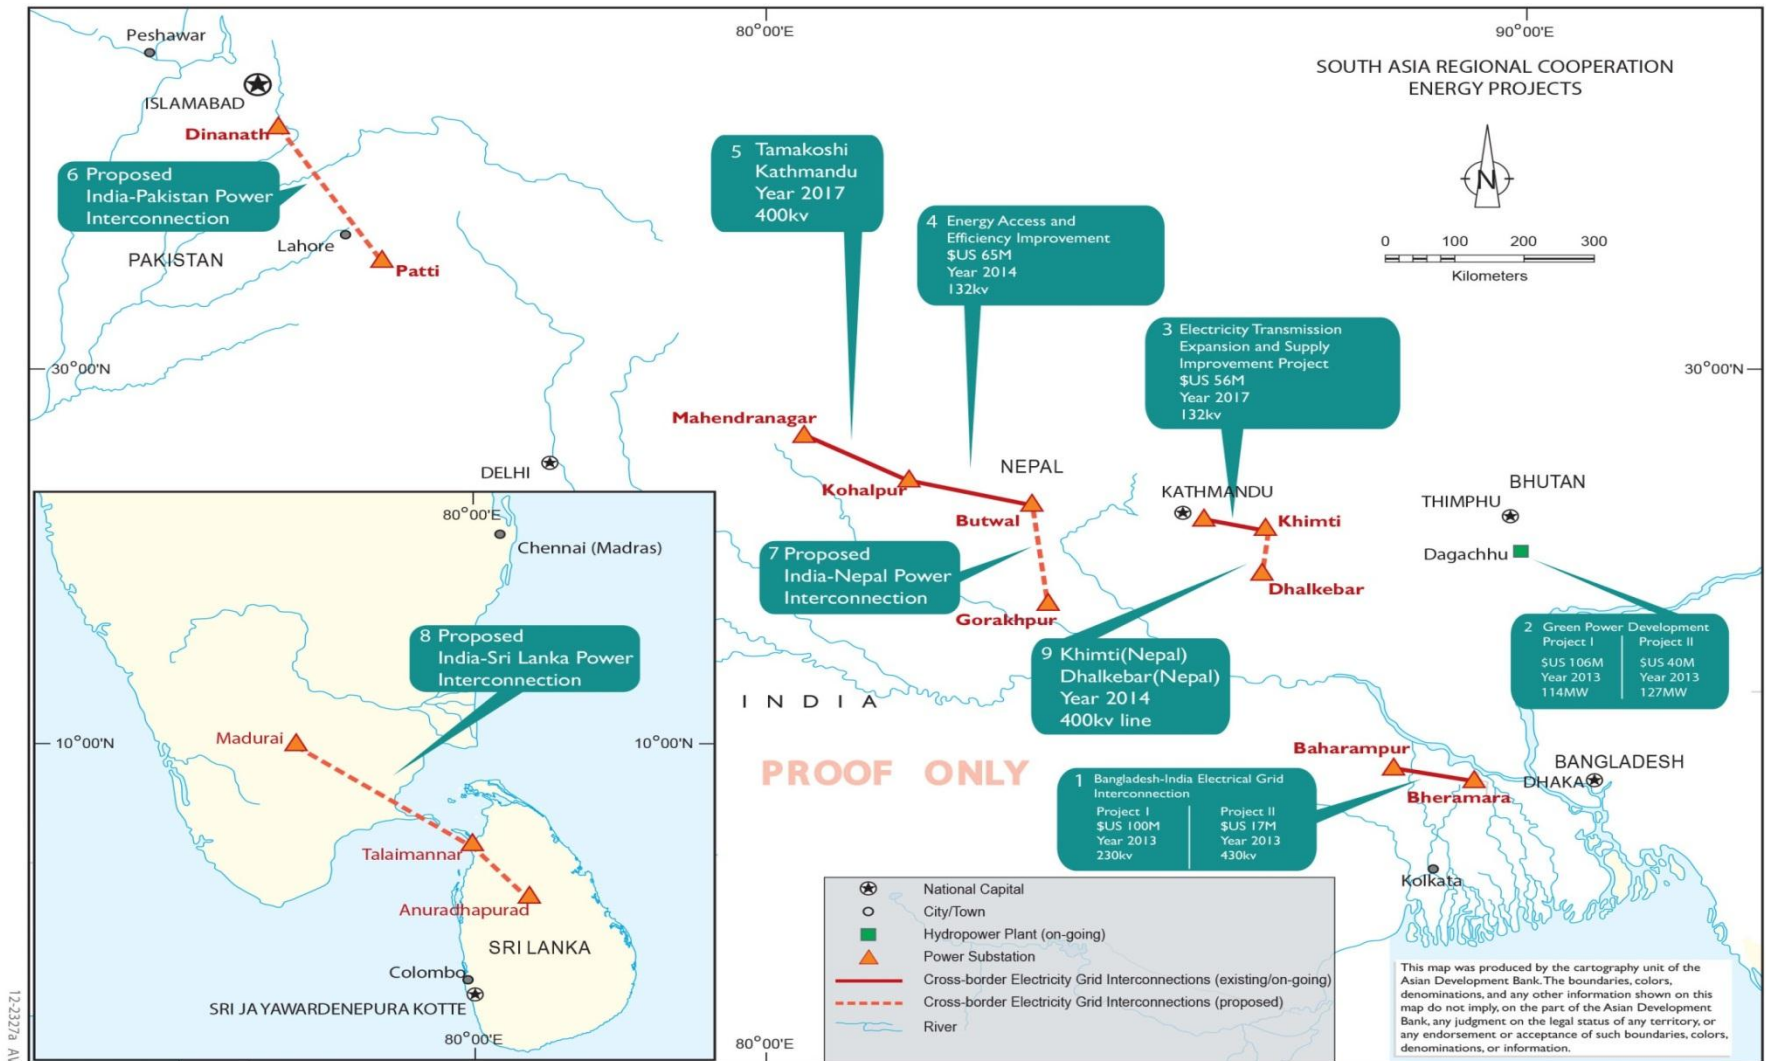 80°00'E
90°00'E
SOUTH ASIA REGIONAL COOPERATION
ENERGY PROJECTS
N
0 100 200 300
Kilometers
Peshawar
ISLAMABAD
Dinanath
6 Proposed
India-Pakistan Power
Interconnection
Lahore
PAKISTAN
Patti
5 Tamakoshi
Kathmandu
Year 2017
400kv
4 Energy Access and
Efficiency Improvement
$US 65M
Year 2014
132kv
3 Electricity Transmission
Expansion and Supply
Improvement Project
$US 56M
Year 2017
132kv
30°00'N
30°00'N
Mahendranagar
DELHI
Kohalpur
NEPAL
Butwal
KATHMANDU
Khimti
BHUTAN
THIMPHU
Dagachhu
Dhalkebar
7 Proposed
India-Nepal Power
Interconnection
Gorakhpur
9 Khimti(Nepal)
Dhalkebar(Nepal)
Year 2014
400kv line
2 Green Power Development
Project I
$US 106M
Year 2013
114MW
Project II
$US 40M
Year 2013
127MW
INDIA
PROOF ONLY
Baharampur
Bheramara
BANGLADESH
DHAKA
1 Bangladesh-India Electrical Grid
Interconnection
Project I
$US 100M
Year 2013
230kv
Project II
$US 17M
Year 2013
430kv
Kolkata
80°00'E
Chennai (Madras)
8 Proposed
India-Sri Lanka Power
Interconnection
Madurai
10°00'N
10°00'N
Talaimannar
Anuradhapurad
SRI LANKA
Colombo
SRI JA YAWARDENEPURA KOTTE
80°00'E
80°00'E
National Capital
City/Town
Hydropower Plant (on-going)
Power Substation
Cross-border Electricity Grid Interconnections (existing/on-going)
Cross-border Electricity Grid Interconnections (proposed)
River
This map was produced by the cartography unit of the
Asian Development Bank. The boundaries, colors,
denominations, and any other information shown on this
map do not imply, on the part of the Asian Development
Bank, any judgment on the legal status of any territory, or
any endorsement or acceptance of such boundaries, colors,
denominations, or information.
12-2327a